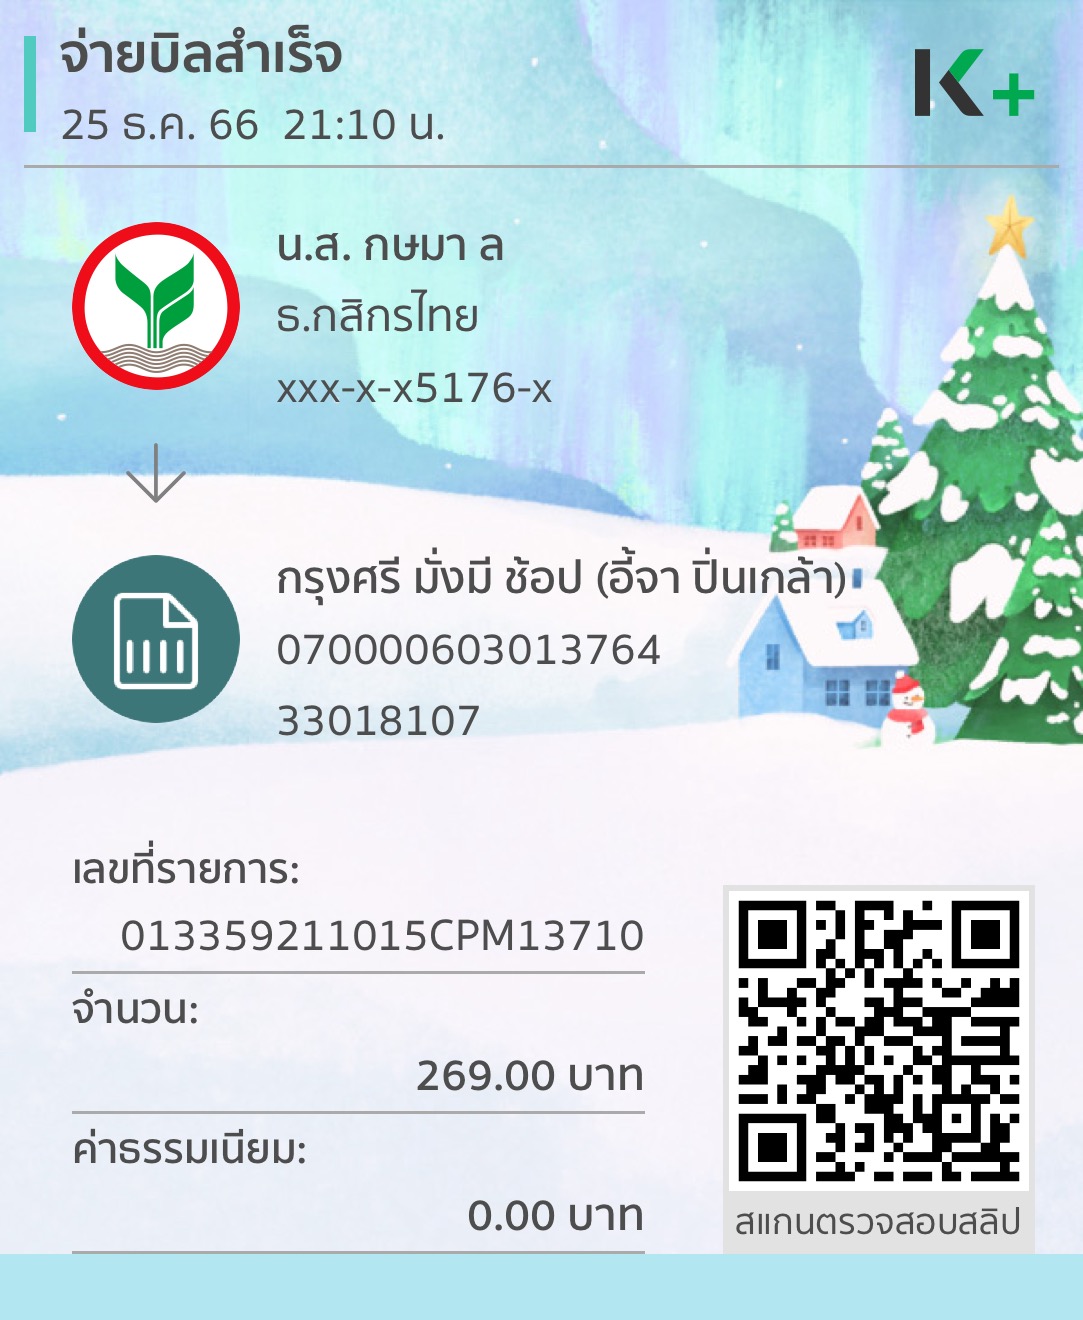 จ่ายบิลสำเร็จ
25 ธ.ค. 66 21:10 น.
K+
น.ส. กษมา ล
ธ.กสิกรไทย
xxx-x-x5176-x
กรุงศรี มั่งมี ช้อป (อี้จา ปิ่นเกล้า)
070000603013764
33018107
เลขที่รายการ:
013359211015CPM13710
จำนวน:
269.00 บาท
ค่าธรรมเนียม:
0.00 บาท
สแกนตรวจสอบสลิป